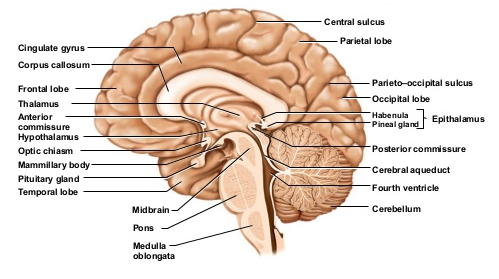 Central sulcus
Parietal lobe
Cingulate gyrus
Corpus callosum
Frontal lobe
Thalamus
Anterior
commissure
Hypothalamus
Optic chiasm
Mammillary body
Pituitary gland
Temporal lobe
Midbrain
Pons
Medulla
oblongata
Parieto–occipital sulcus
Occipital lobe
Habenula
Pineal gland
Epithalamus
Posterior commissure
Cerebral aqueduct
Fourth ventricle
Cerebellum